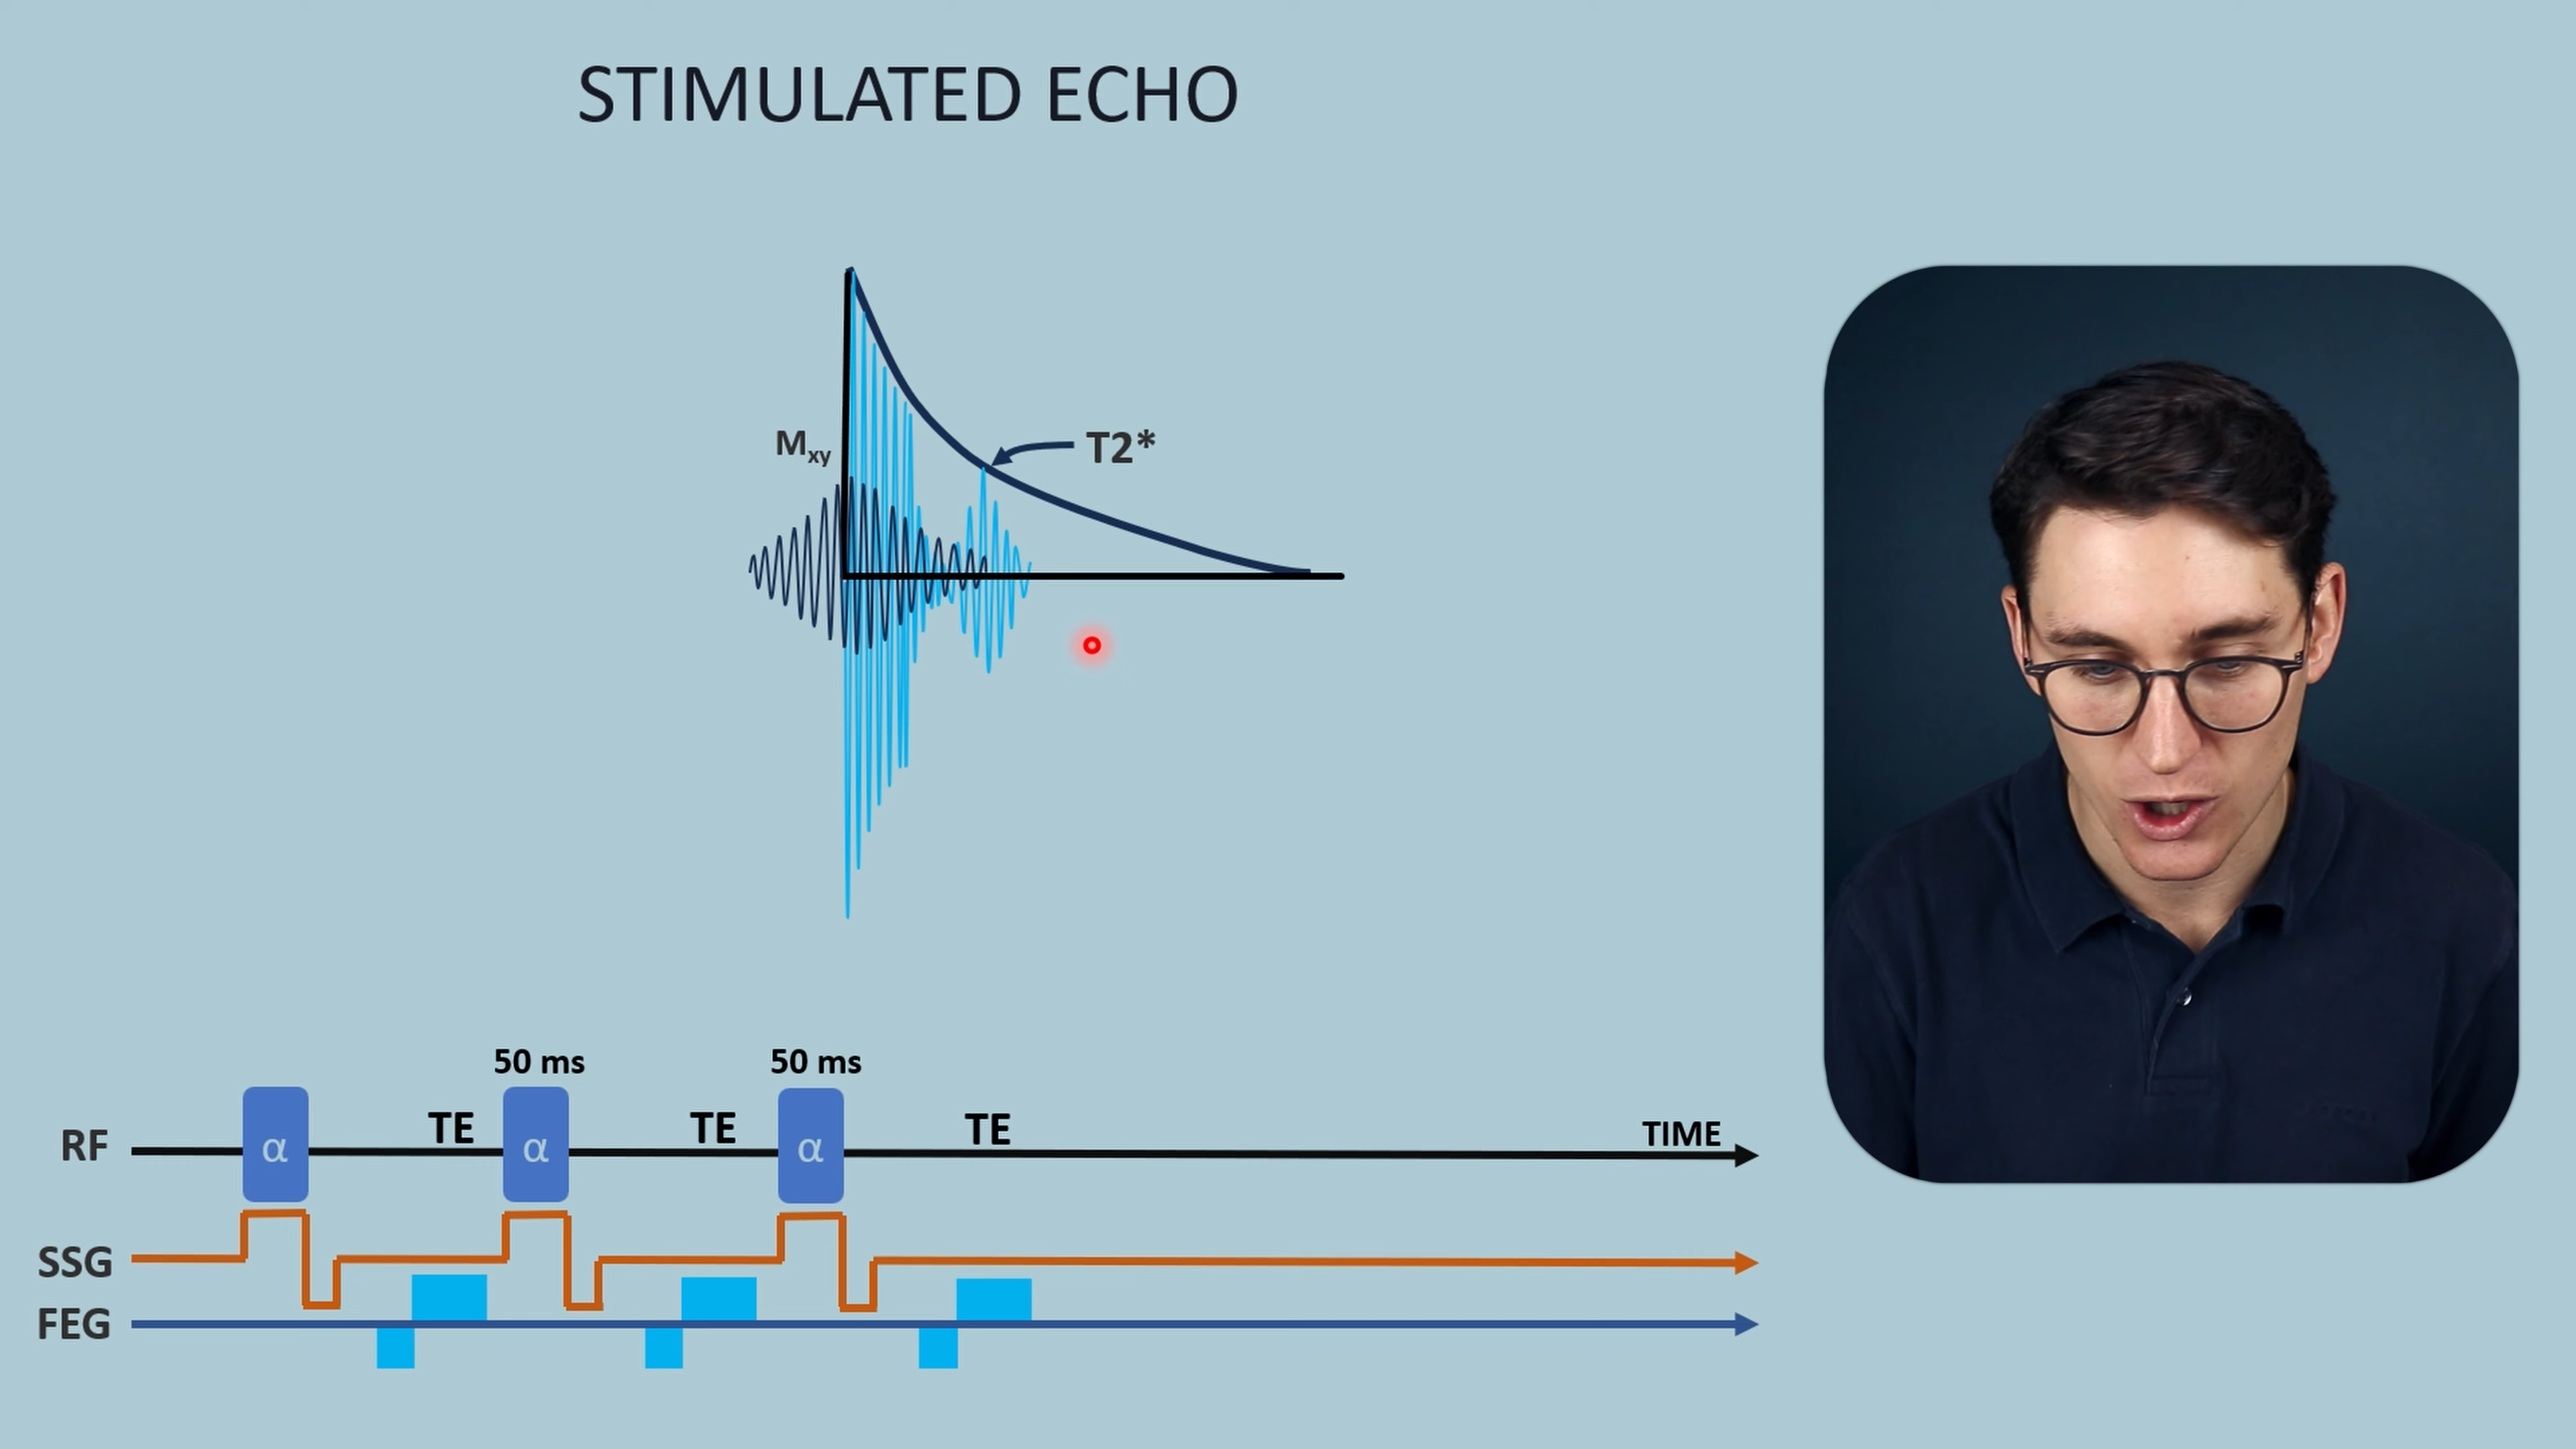 STIMULATED ECHO
Mxy
T2*
50 ms 50 ms
RF α TE α TE α TE TIME
SSG
FEG